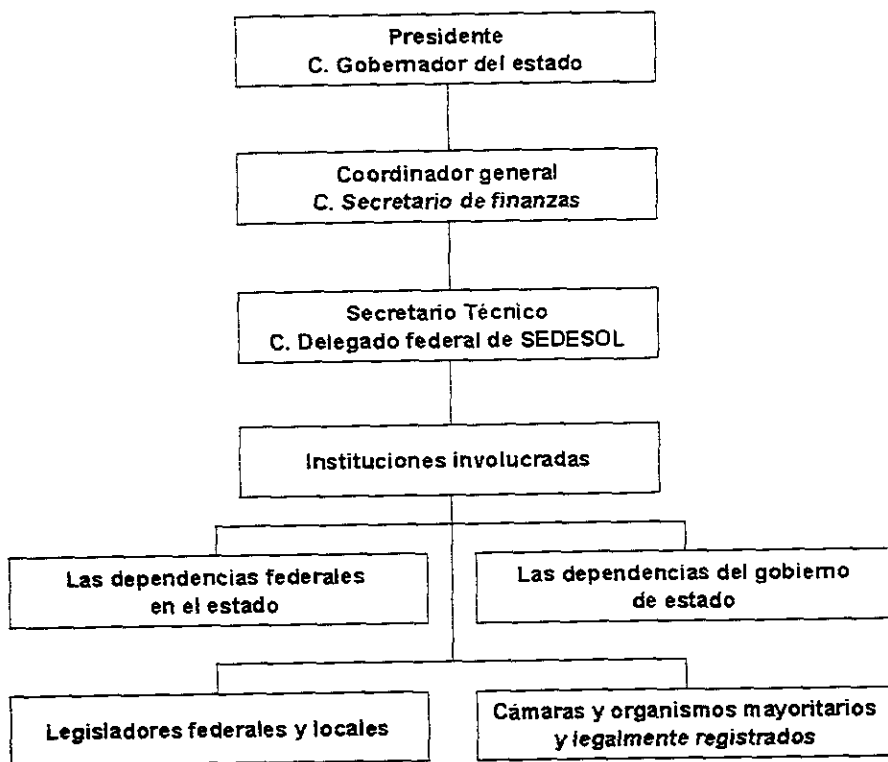 Presidente
C. Gobernador del estado
Coordinador general
C. Secretario de finanzas
Secretario Técnico
C. Delegado federal de SEDESOL
Instituciones involucradas
Las dependencias federales
en el estado
Las dependencias del gobierno
de estado
Legisladores federales y locales
Cámaras y organismos mayoritarios
y legalmente registrados